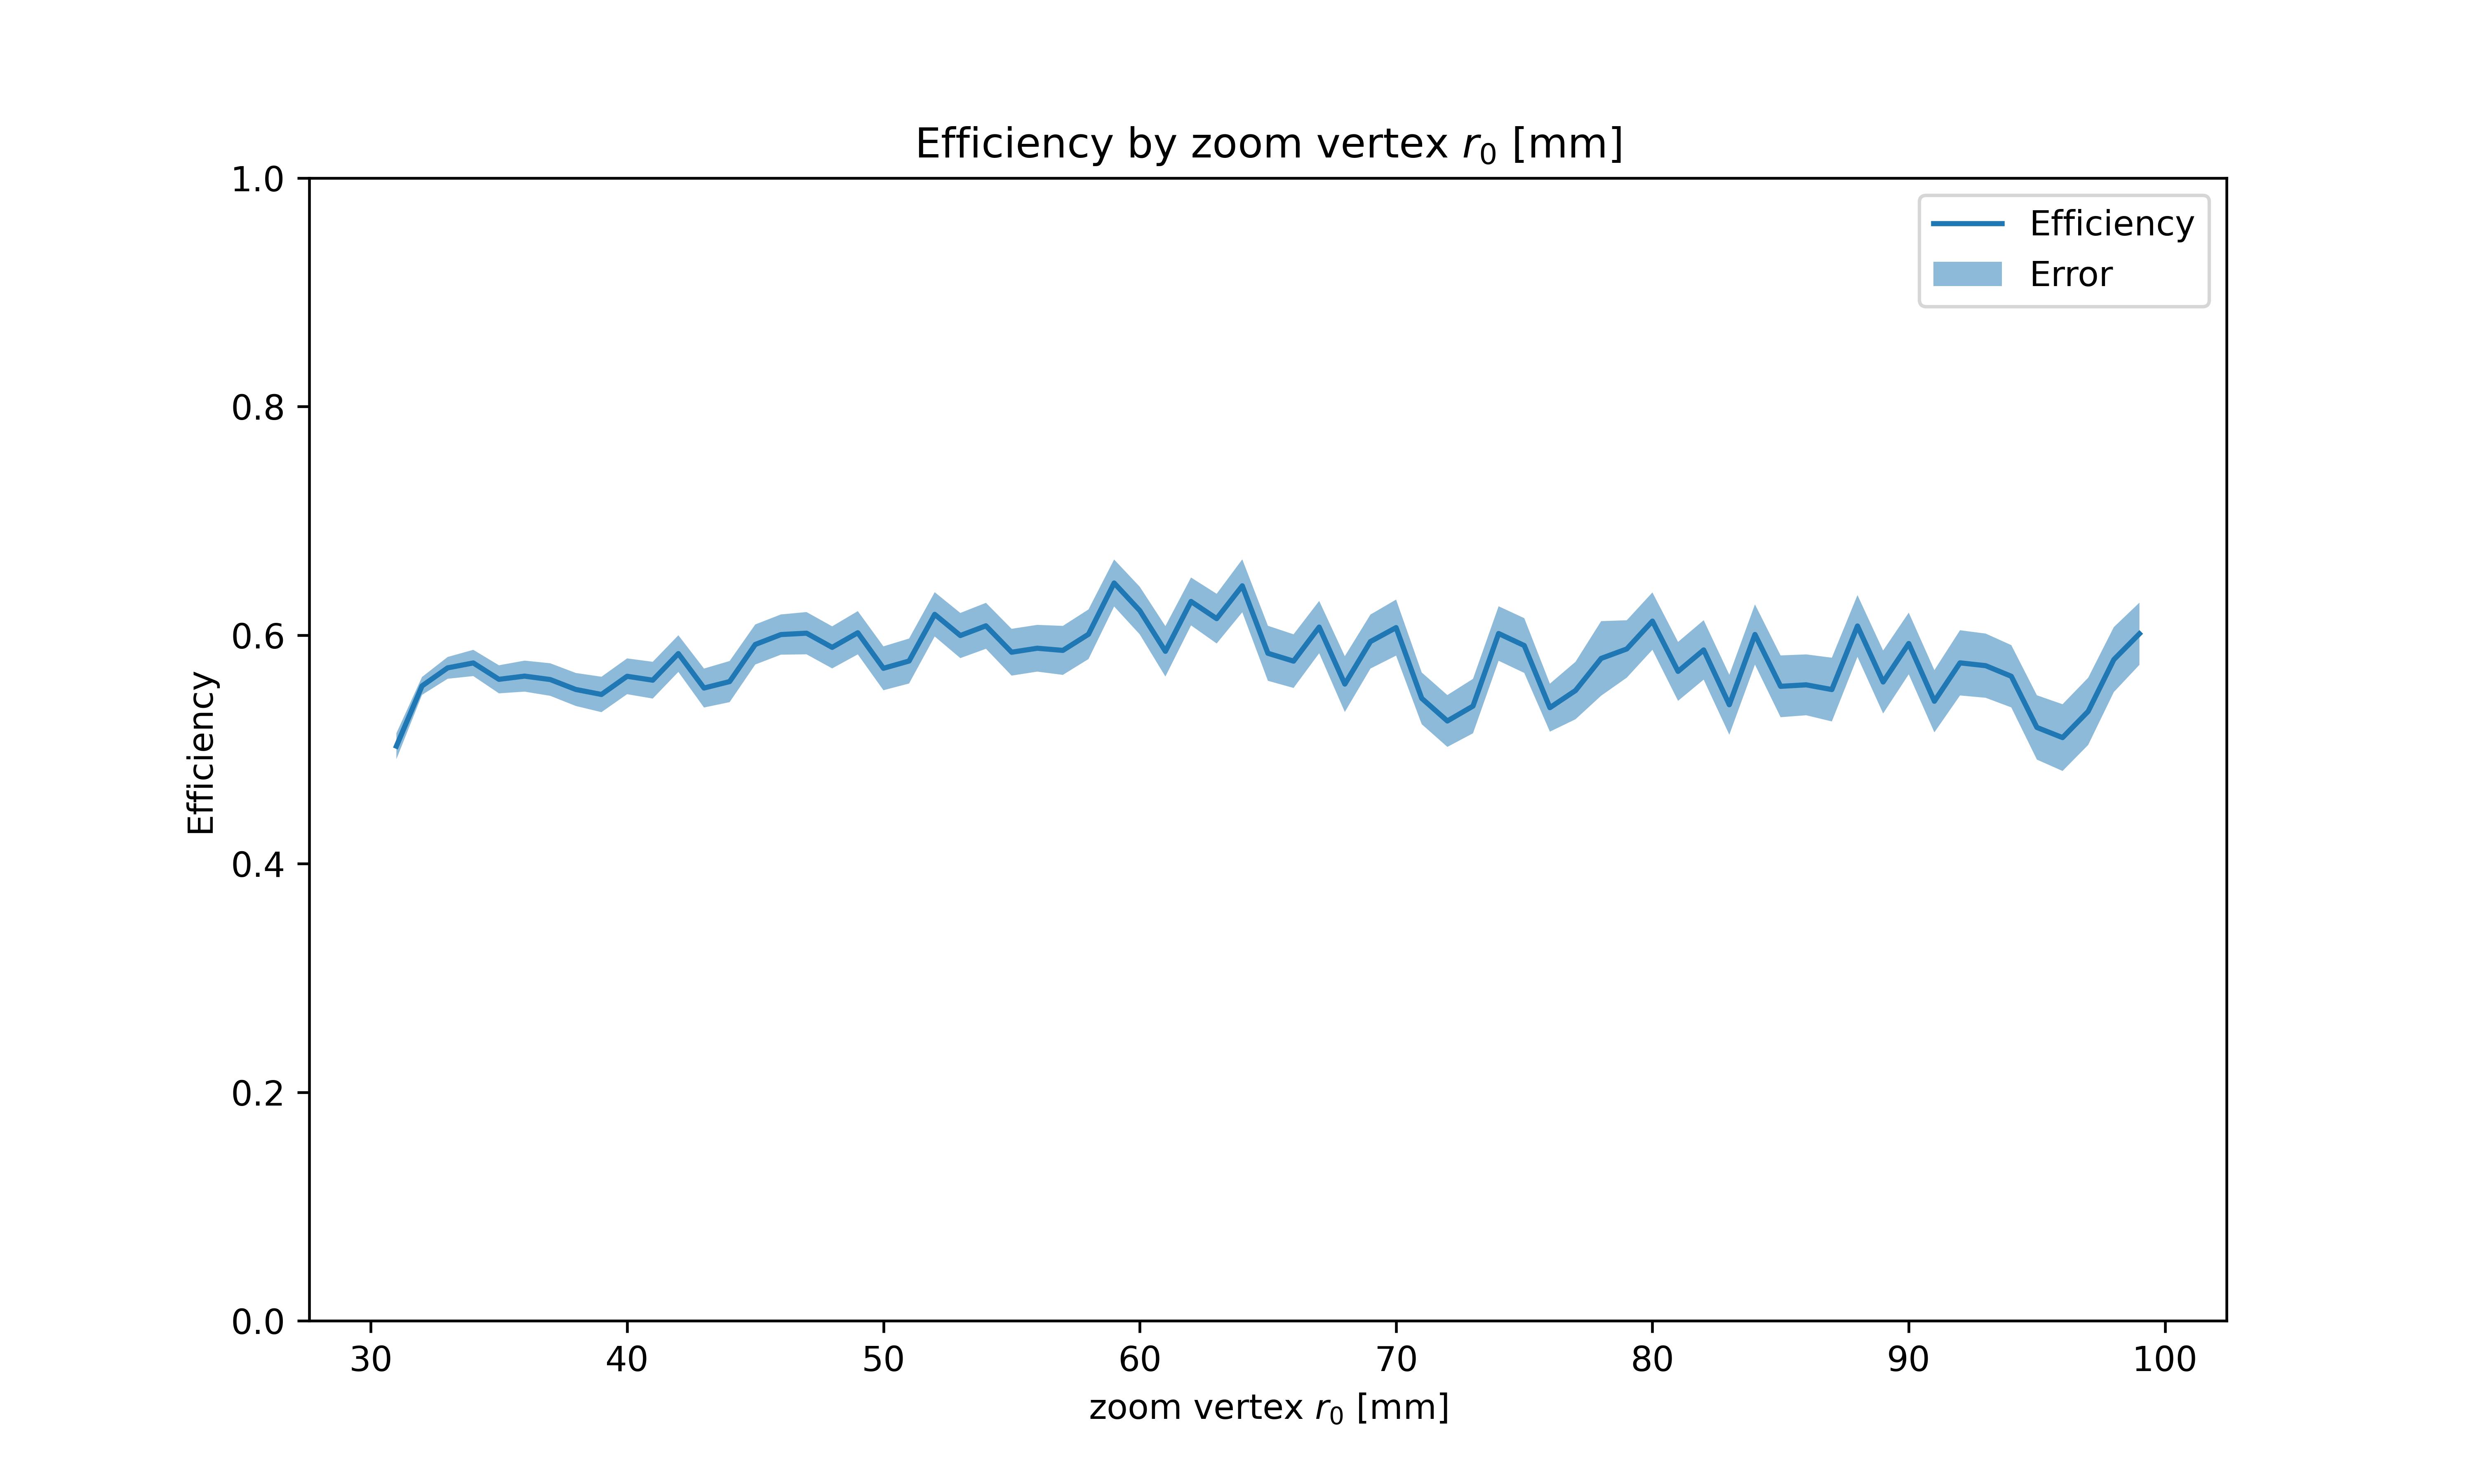 Efficiency by zoom vertex r₀ [mm]
Efficiency
Error
1.0
0.8
0.6
0.4
0.2
0.0
Efficiency
30 40 50 60 70 80 90 100
zoom vertex r₀ [mm]